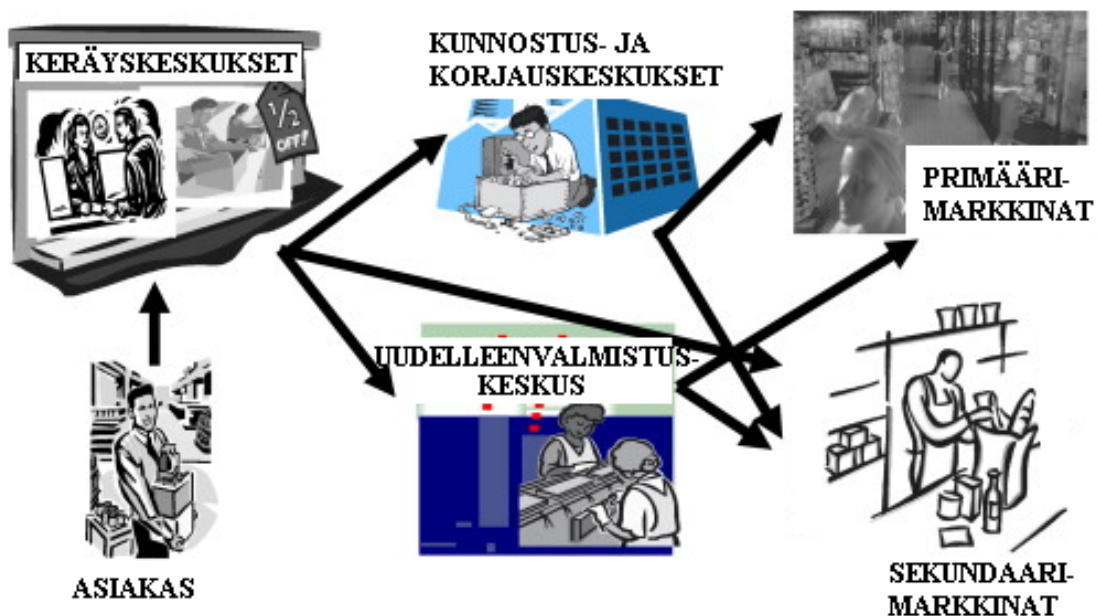 KERÄYSKESKUKSET
1/2
OFF!
KUNNOSTUS- JA
KORJAUSKESKUKSET
PRIMÄÄRI-
MARKKINAT
UUDELLEENVALMISTUS-
KESKUS
ASIAKAS
SEKUNDAARI-
MARKKINAT